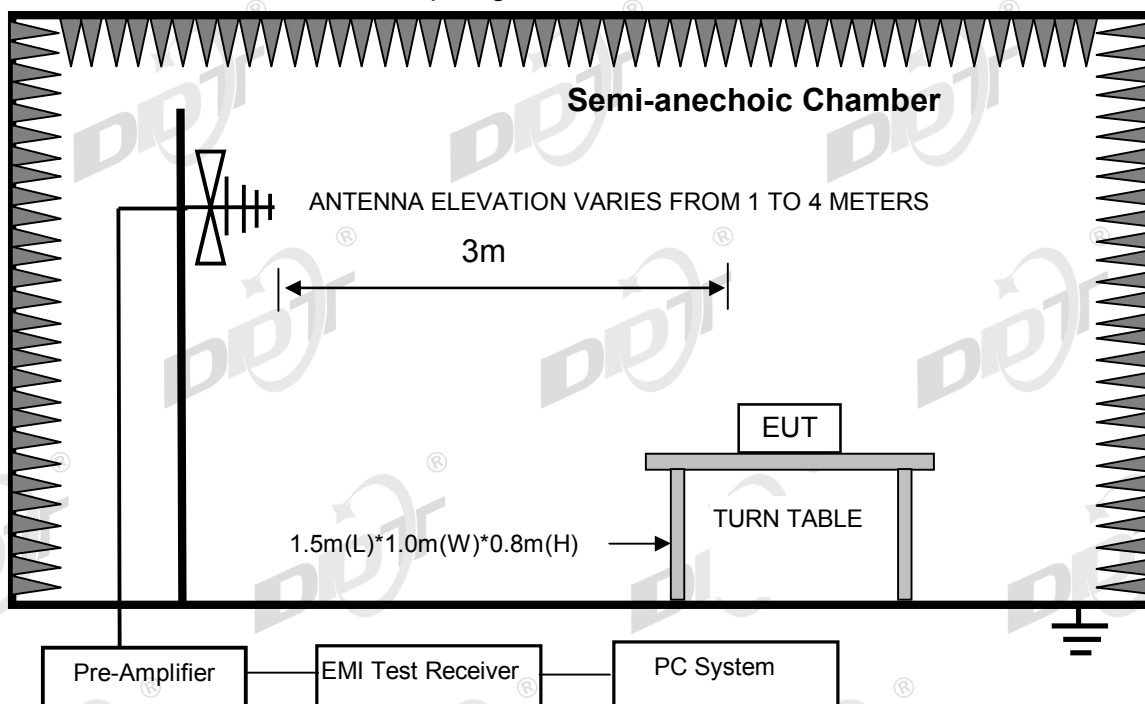 Semi-anechoic Chamber
ANTENNA ELEVATION VARIES FROM 1 TO 4 METERS
3m
EUT
TURN TABLE
1.5m(L)*1.0m(W)*0.8m(H)
Pre-Amplifier
EMI Test Receiver
PC System
DDT®